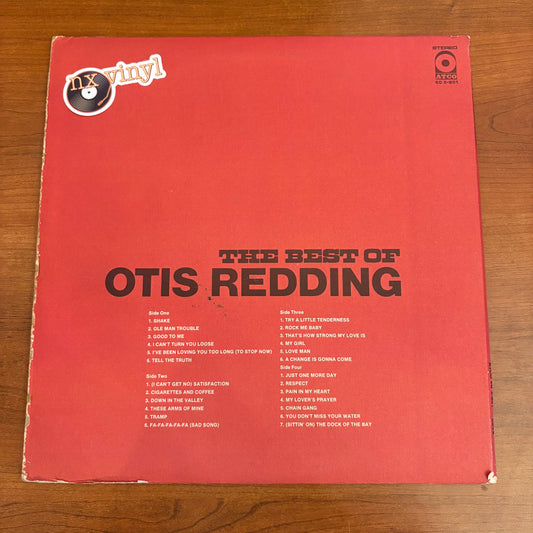 nx vinyl
STEREO
ATCO
SD 2-801
THE BEST OF
OTIS REDDING
Side One
1. SHAKE
2. OLE MAN TROUBLE
3. GOOD TO ME
4. I CAN'T TURN YOU LOOSE
5. I'VE BEEN LOVING YOU TOO LONG (TO STOP NOW)
6. TELL THE TRUTH
Side Two
1. (I CAN'T GET NO) SATISFACTION
2. CIGARETTES AND COFFEE
3. DOWN IN THE VALLEY
4. THESE ARMS OF MINE
5. TRAMP
6. FA-FA-FA-FA-FA (SAD SONG)
Side Three
1. TRY A LITTLE TENDERNESS
2. ROCK ME BABY
3. THAT'S HOW STRONG MY LOVE IS
4. MY GIRL
5. LOVE MAN
6. A CHANGE IS GONNA COME
Side Four
1. JUST ONE MORE DAY
2. RESPECT
3. PAIN IN MY HEART
4. MY LOVER'S PRAYER
5. CHAIN GANG
6. YOU DON'T MISS YOUR WATER
7. (SITTIN' ON) THE DOCK OF THE BAY